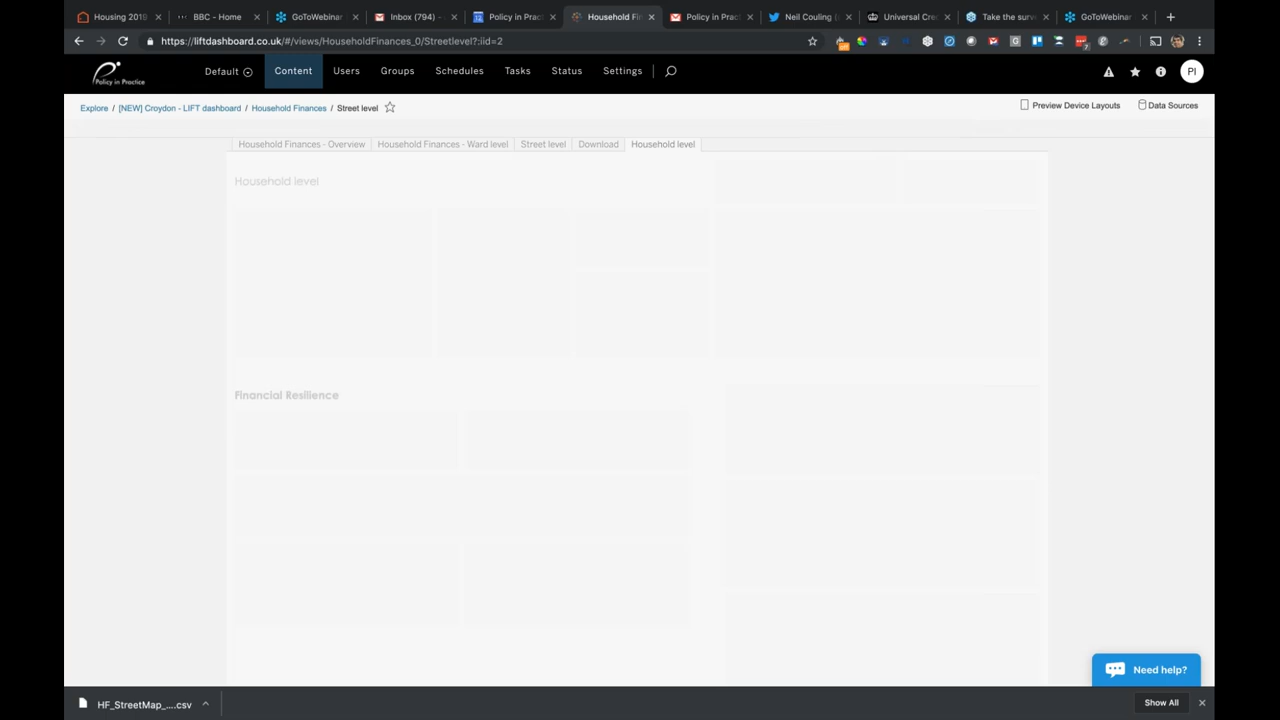 Housing 2019
BBC - Home
GoToWebinar
Inbox (794) -
Policy in Prac
Household Fin
Policy in Prac
Neil Couling (
Universal Cre
Take the surv
GoToWebinar
https://liftdashboard.co.uk/#/views/HouseholdFinances_0/Streetlevel?:iid=2
Policy in Practice
Default
Content
Users
Groups
Schedules
Tasks
Status
Settings
PI
Explore / [NEW] Croydon - LIFT dashboard / Household Finances / Street level
Preview Device Layouts
Data Sources
Household Finances - Overview
Household Finances - Ward level
Street level
Download
Household level
Household level
Financial Resilience
Need help?
HF_StreetMap_....csv
Show All